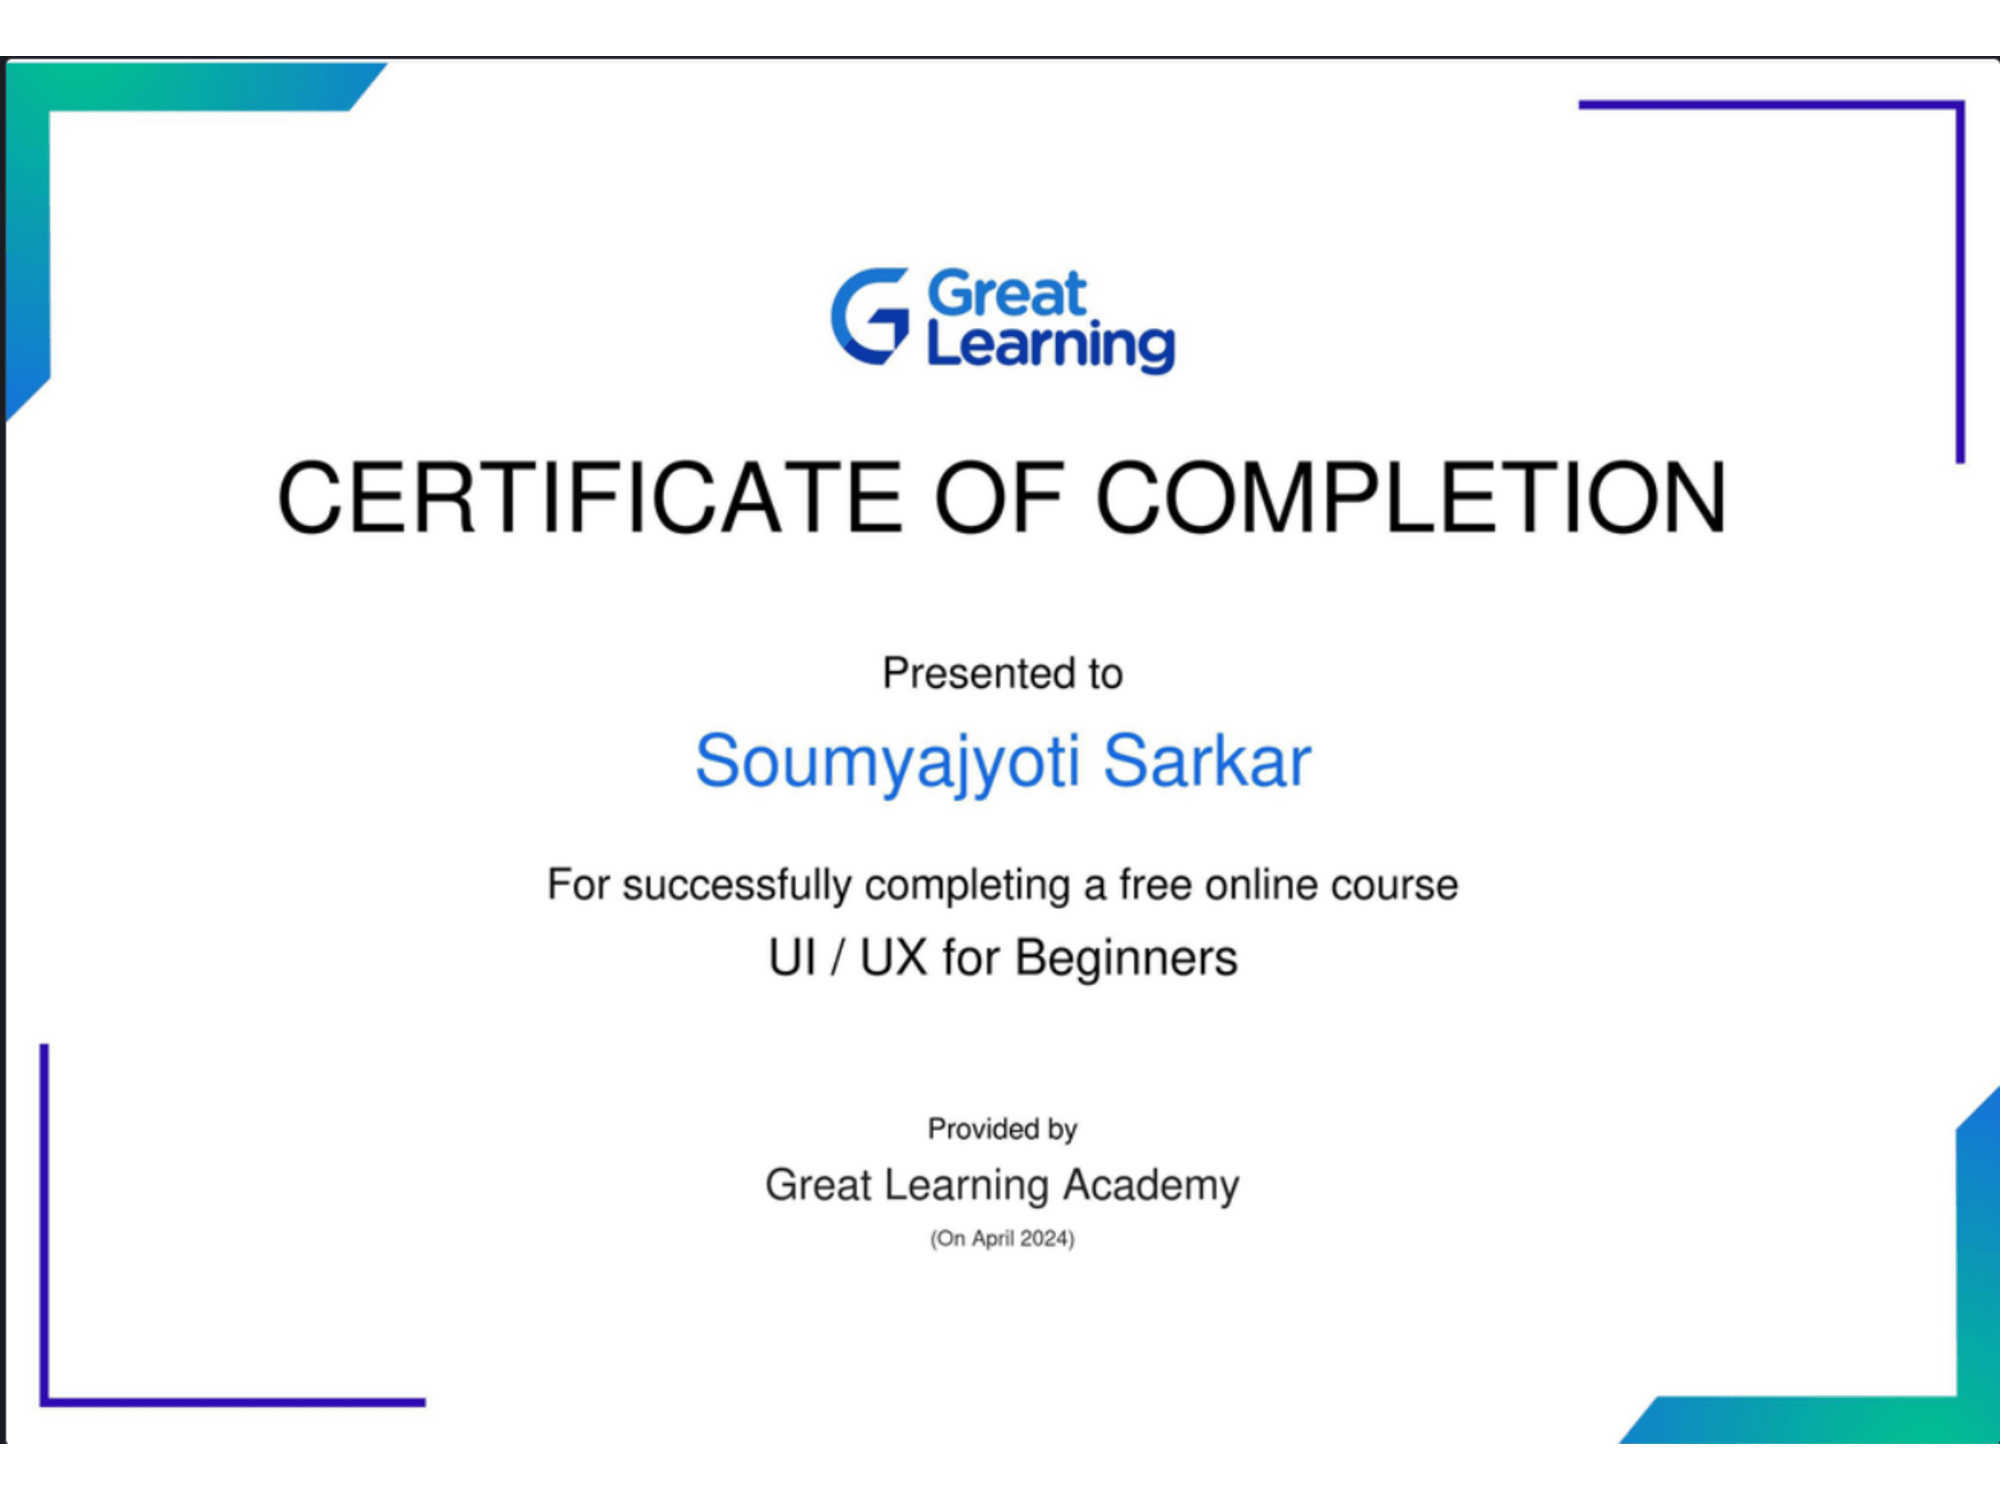 Great
Learning
CERTIFICATE OF COMPLETION
Presented to
Soumyajyoti Sarkar
For successfully completing a free online course
UI / UX for Beginners
Provided by
Great Learning Academy
(On April 2024)